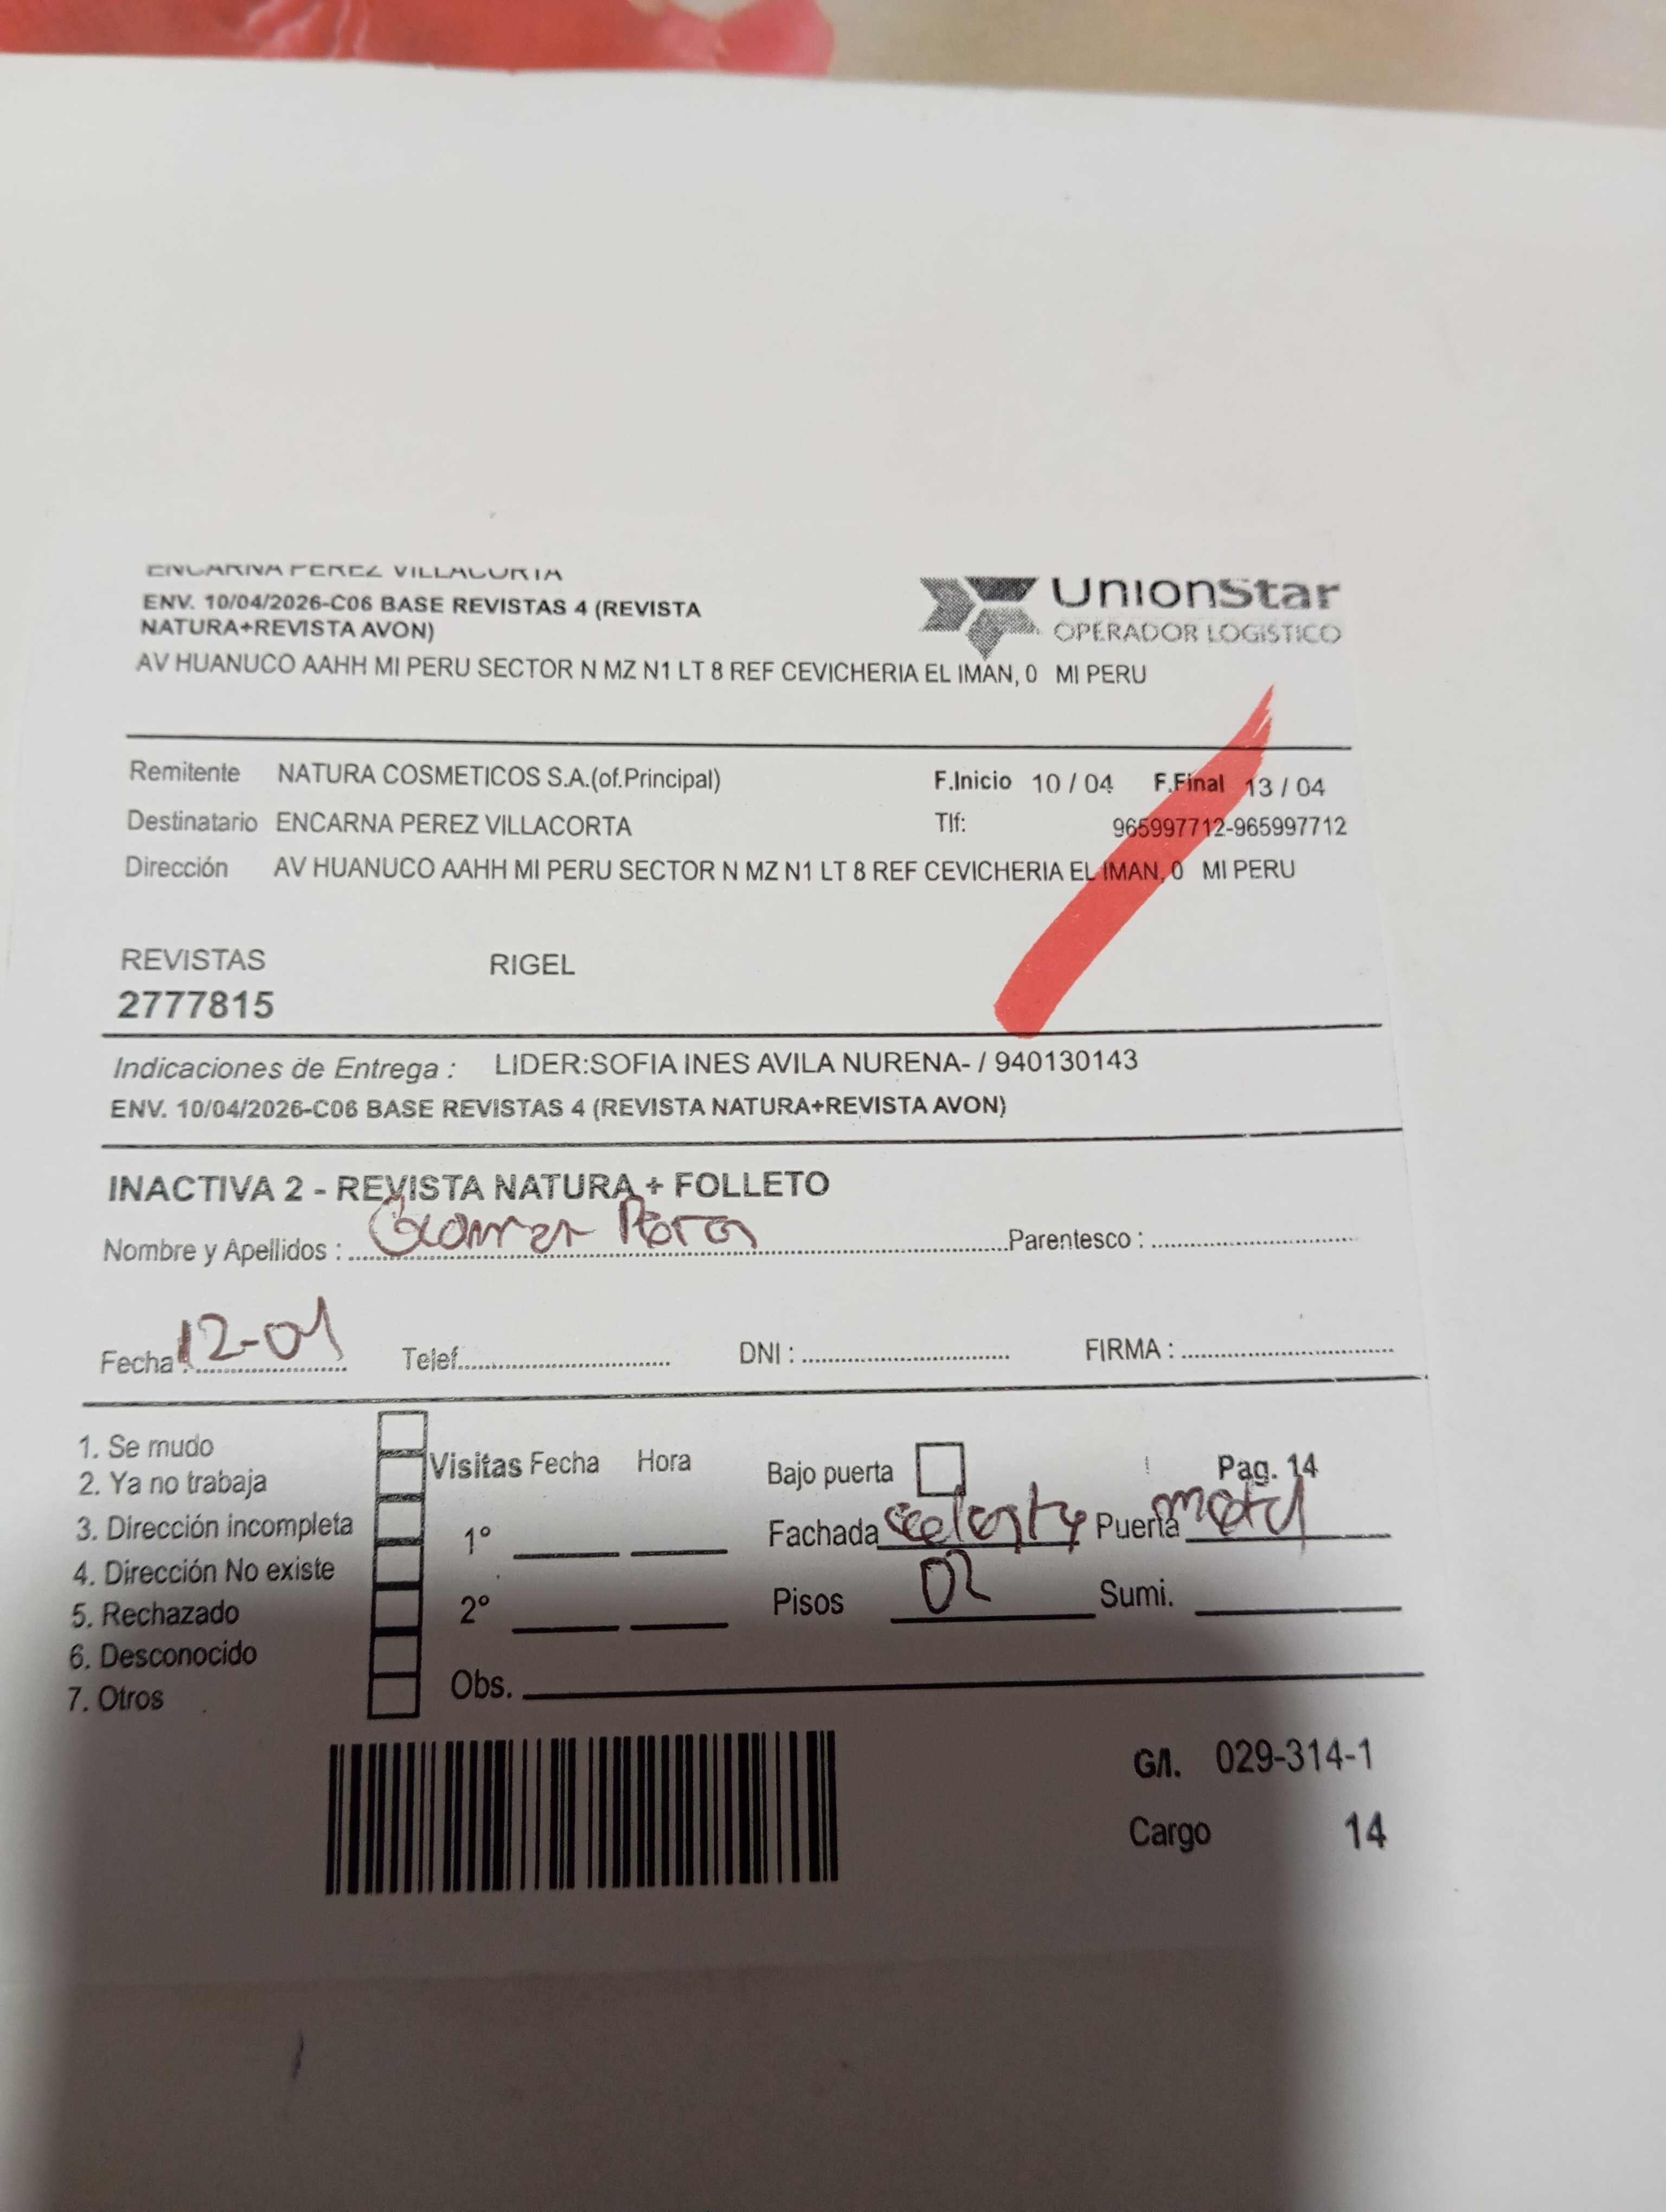 ENCARNA PEREZ VILLACORTA
ENV. 10/04/2026-C06 BASE REVISTAS 4 (REVISTA
NATURA+REVISTA AVON)
AV HUANUCO AAHH MI PERU SECTOR N MZ N1 LT 8 REF CEVICHERIA EL IMAN, 0 MI PERU
UnionStar
OPERADOR LOGISTICO
Remitente NATURA COSMETICOS S.A.(of.Principal) F.Inicio 10 / 04 F.Final 13 / 04
Destinatario ENCARNA PEREZ VILLACORTA Tlf: 965997712-965997712
Dirección AV HUANUCO AAHH MI PERU SECTOR N MZ N1 LT 8 REF CEVICHERIA EL IMAN, 0 MI PERU
REVISTAS RIGEL
2777815
Indicaciones de Entrega : LIDER:SOFIA INES AVILA NURENA- / 940130143
ENV. 10/04/2026-C06 BASE REVISTAS 4 (REVISTA NATURA+REVISTA AVON)
INACTIVA 2 - REVISTA NATURA + FOLLETO
Nombre y Apellidos : Parentesco :
Fecha : 12-04 Telef. DNI : FIRMA :
1. Se mudo
2. Ya no trabaja
3. Dirección incompleta
4. Dirección No existe
5. Rechazado
6. Desconocido
7. Otros
Visitas Fecha Hora
1°
2°
Obs.
Bajo puerta Pag. 14
Fachada celeste Puerta metal
Pisos 02 Sumi.
G/I. 029-314-1
Cargo 14